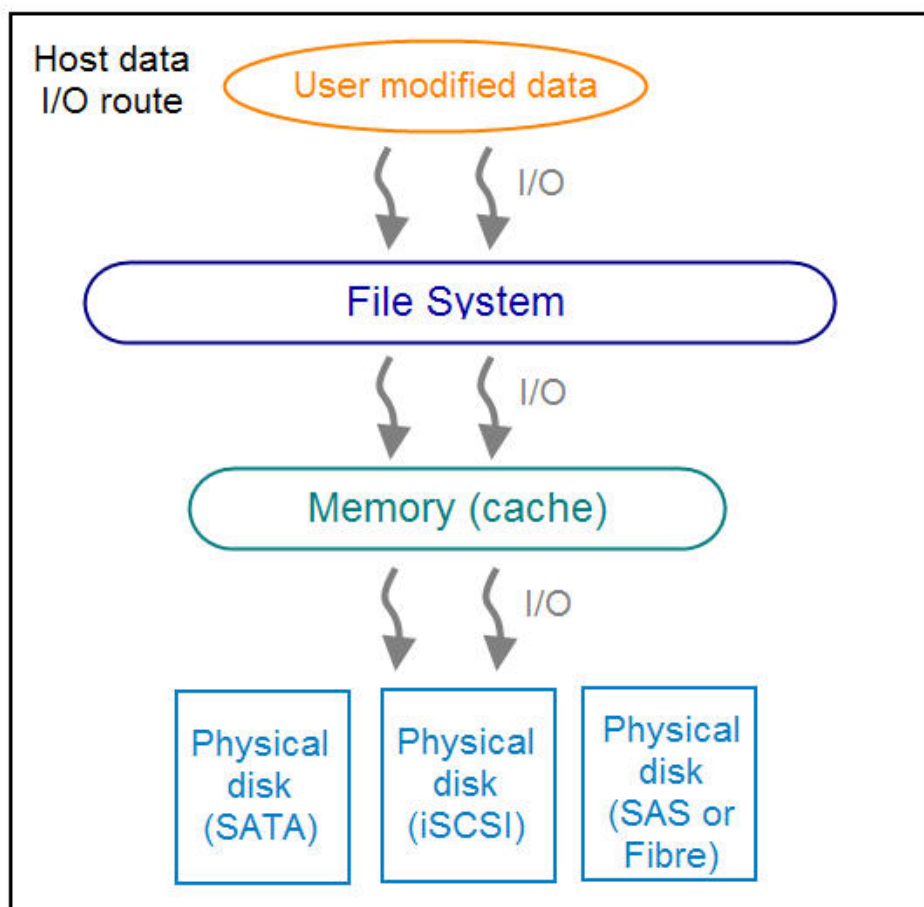 Host data
I/O route
User modified data
I/O
File System
I/O
Memory (cache)
I/O
Physical
disk
(SATA)
Physical
disk
(iSCSI)
Physical
disk
(SAS or
Fibre)